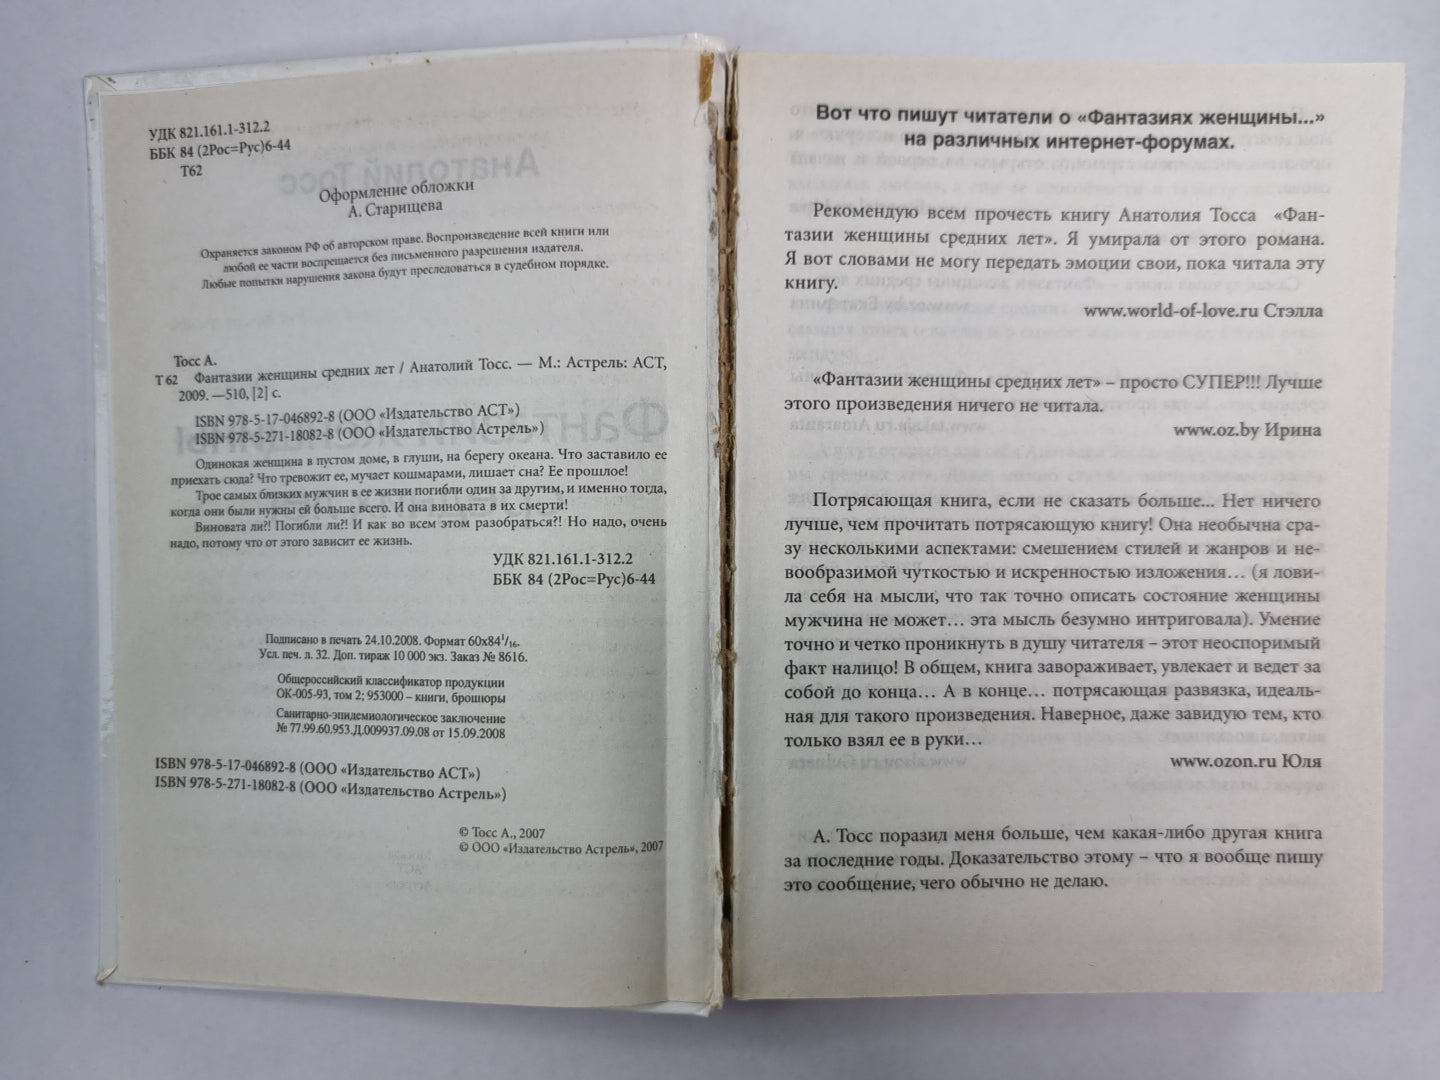 УДК 821.161.1-312.2
ББК 84 (2Рос=Рус)6-44
Т62
Оформление обложки
А. Старищева
Охраняется законом РФ об авторском праве. Воспроизведение всей книги или
любой ее части воспрещается без письменного разрешения издателя.
Любые попытки нарушения закона будут преследоваться в судебном порядке.
Тосс А.
Т 62 Фантазии женщины средних лет / Анатолий Тосс. — М.: Астрель: АСТ,
2009. —510, [2] с.
ISBN 978-5-17-046892-8 (ООО «Издательство АСТ»)
ISBN 978-5-271-18082-8 (ООО «Издательство Астрель»)
Одинокая женщина в пустом доме, в глуши, на берегу океана. Что заставило ее
приехать сюда? Что тревожит ее, мучает кошмарами, лишает сна? Ее прошлое!
Трое самых близких мужчин в ее жизни погибли один за другим, и именно тогда,
когда они были нужны ей больше всего. И она виновата в их смерти!
Виновата ли?! Погибли ли?! И как во всем этом разобраться?! Но надо, очень
надо, потому что от этого зависит ее жизнь.
УДК 821.161.1-312.2
ББК 84 (2Рос=Рус)6-44
Подписано в печать 24.10.2008. Формат 60х84 1/16.
Усл. печ. л. 32. Доп. тираж 10 000 экз. Заказ № 8616.
Общероссийский классификатор продукции
ОК-005-93, том 2; 953000 – книги, брошюры
Санитарно-эпидемиологическое заключение
№ 77.99.60.953.Д.009937.09.08 от 15.09.2008
ISBN 978-5-17-046892-8 (ООО «Издательство АСТ»)
ISBN 978-5-271-18082-8 (ООО «Издательство Астрель»)
© Тосс А., 2007
© ООО «Издательство Астрель», 2007
Вот что пишут читатели о «Фантазиях женщины...»
на различных интернет-форумах.
Рекомендую всем прочесть книгу Анатолия Тосса «Фан-
тазии женщины средних лет». Я умирала от этого романа.
Я вот словами не могу передать эмоции свои, пока читала эту
книгу.
www.world-of-love.ru Стэлла
«Фантазии женщины средних лет» – просто СУПЕР!!! Лучше
этого произведения ничего не читала.
www.oz.by Ирина
Потрясающая книга, если не сказать больше... Нет ничего
лучше, чем прочитать потрясающую книгу! Она необычна сра-
зу несколькими аспектами: смешением стилей и жанров и не-
вообразимой чуткостью и искренностью изложения… (я лови-
ла себя на мысли, что так точно описать состояние женщины
мужчина не может… эта мысль безумно интриговала). Умение
точно и четко проникнуть в душу читателя – этот неоспоримый
факт налицо! В общем, книга завораживает, увлекает и ведет за
собой до конца… А в конце… потрясающая развязка, идеаль-
ная для такого произведения. Наверное, даже завидую тем, кто
только взял ее в руки…
www.ozon.ru Юля
А. Тосс поразил меня больше, чем какая-либо другая книга
за последние годы. Доказательство этому – что я вообще пишу
это сообщение, чего обычно не делаю.